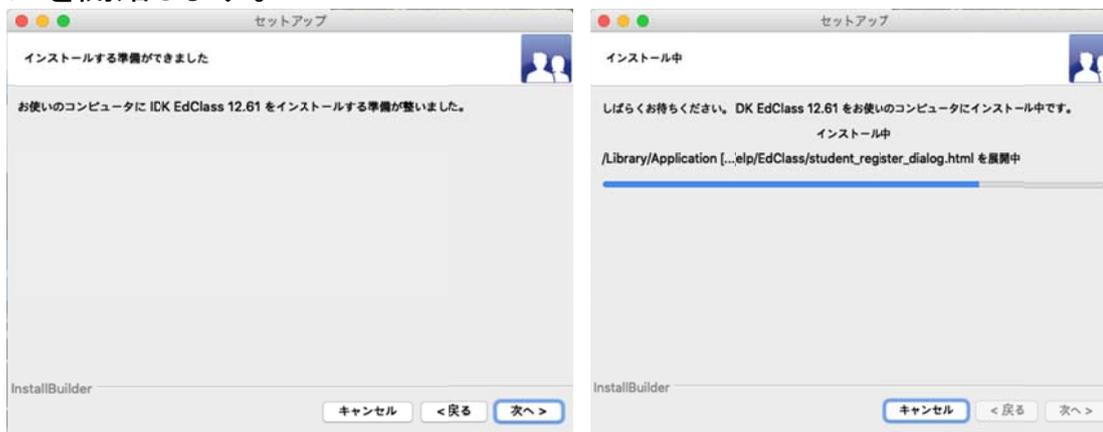 します。
セットアップ
インストールする準備ができました
お使いのコンピュータに IDK EdClass 12.61 をインストールする準備が整いました。
InstallBuilder
キャンセル
<戻る
次へ >
セットアップ
インストール中
しばらくお待ちください。DK EdClass 12.61 をお使いのコンピュータにインストール中です。
インストール中
/Library/Application [...elp/EdClass/student_register_dialog.html を展開中
InstallBuilder
キャンセル
<戻る
次へ >